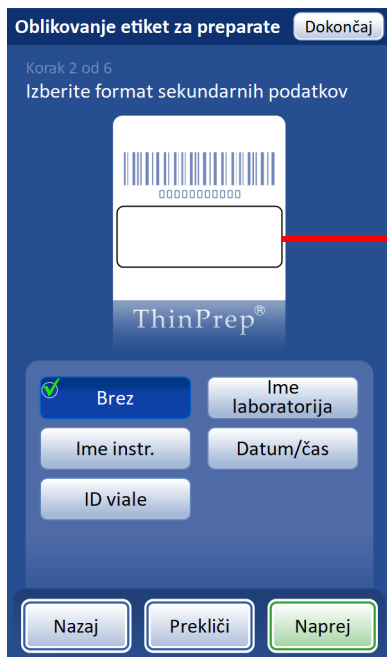 Oblikovanje etiket za preparate
Dokončaj
Korak 2 od 6
Izberite format sekundarnih podatkov
00000000000
ThinPrep®
Brez
Ime
laboratorija
Ime instr.
Datum/čas
ID viale
Nazaj
Prekliči
Naprej